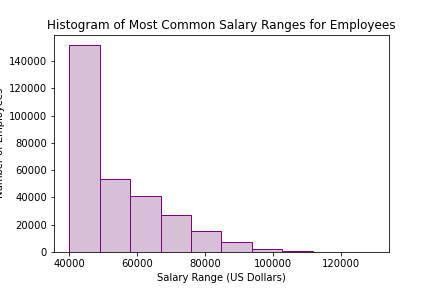 Histogram of Most Common Salary Ranges for Employees
140000
120000
100000
80000
60000
40000
20000
0
Number of Employees
40000 60000 80000 100000 120000
Salary Range (US Dollars)